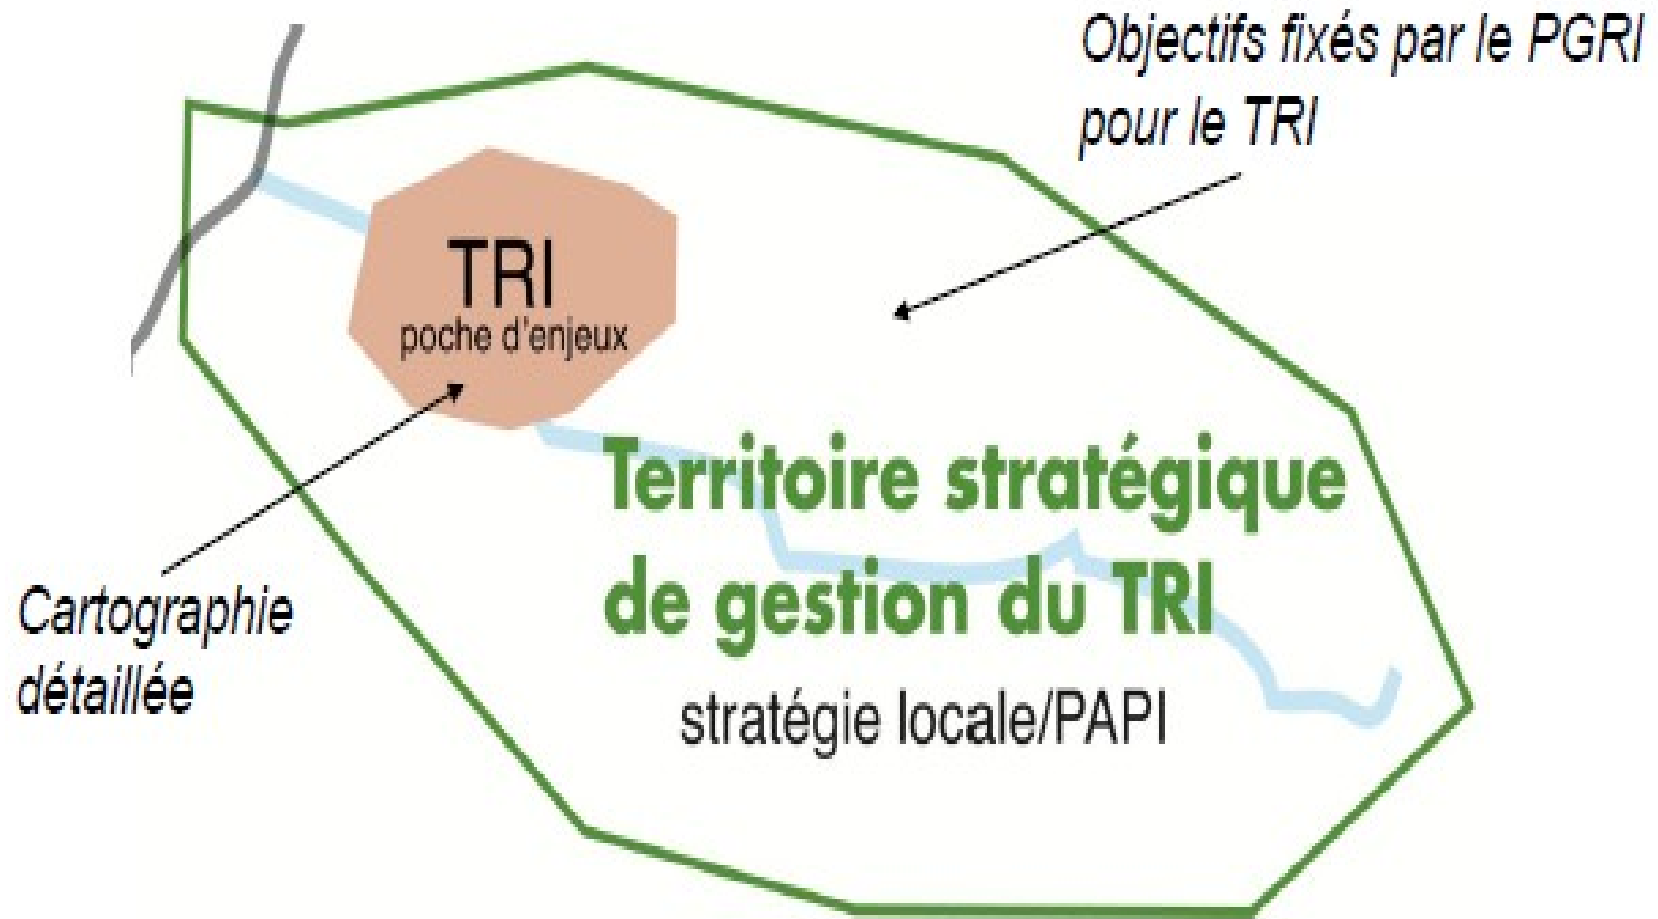 Objectifs fixés par le PGRI
pour le TRI
TRI
poche d'enjeux
Territoire stratégique
de gestion du TRI
stratégie locale/PAPI
Cartographie
détaillée